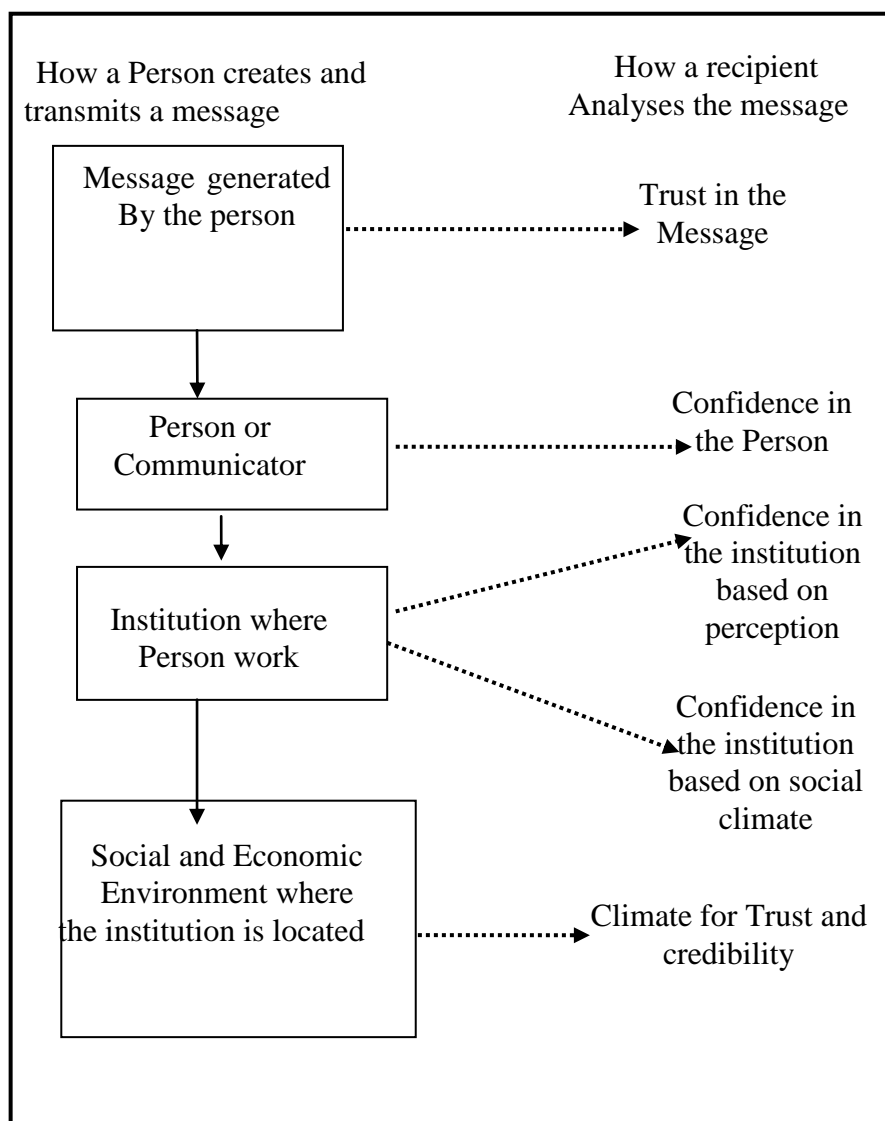 How a Person creates and
transmits a message
How a recipient
Analyses the message
Message generated
By the person
Trust in the
Message
Person or
Communicator
Confidence in
the Person
Institution where
Person work
Confidence in
the institution
based on
perception
Confidence in
the institution
based on social
climate
Social and Economic
Environment where
the institution is located
Climate for Trust and
credibility